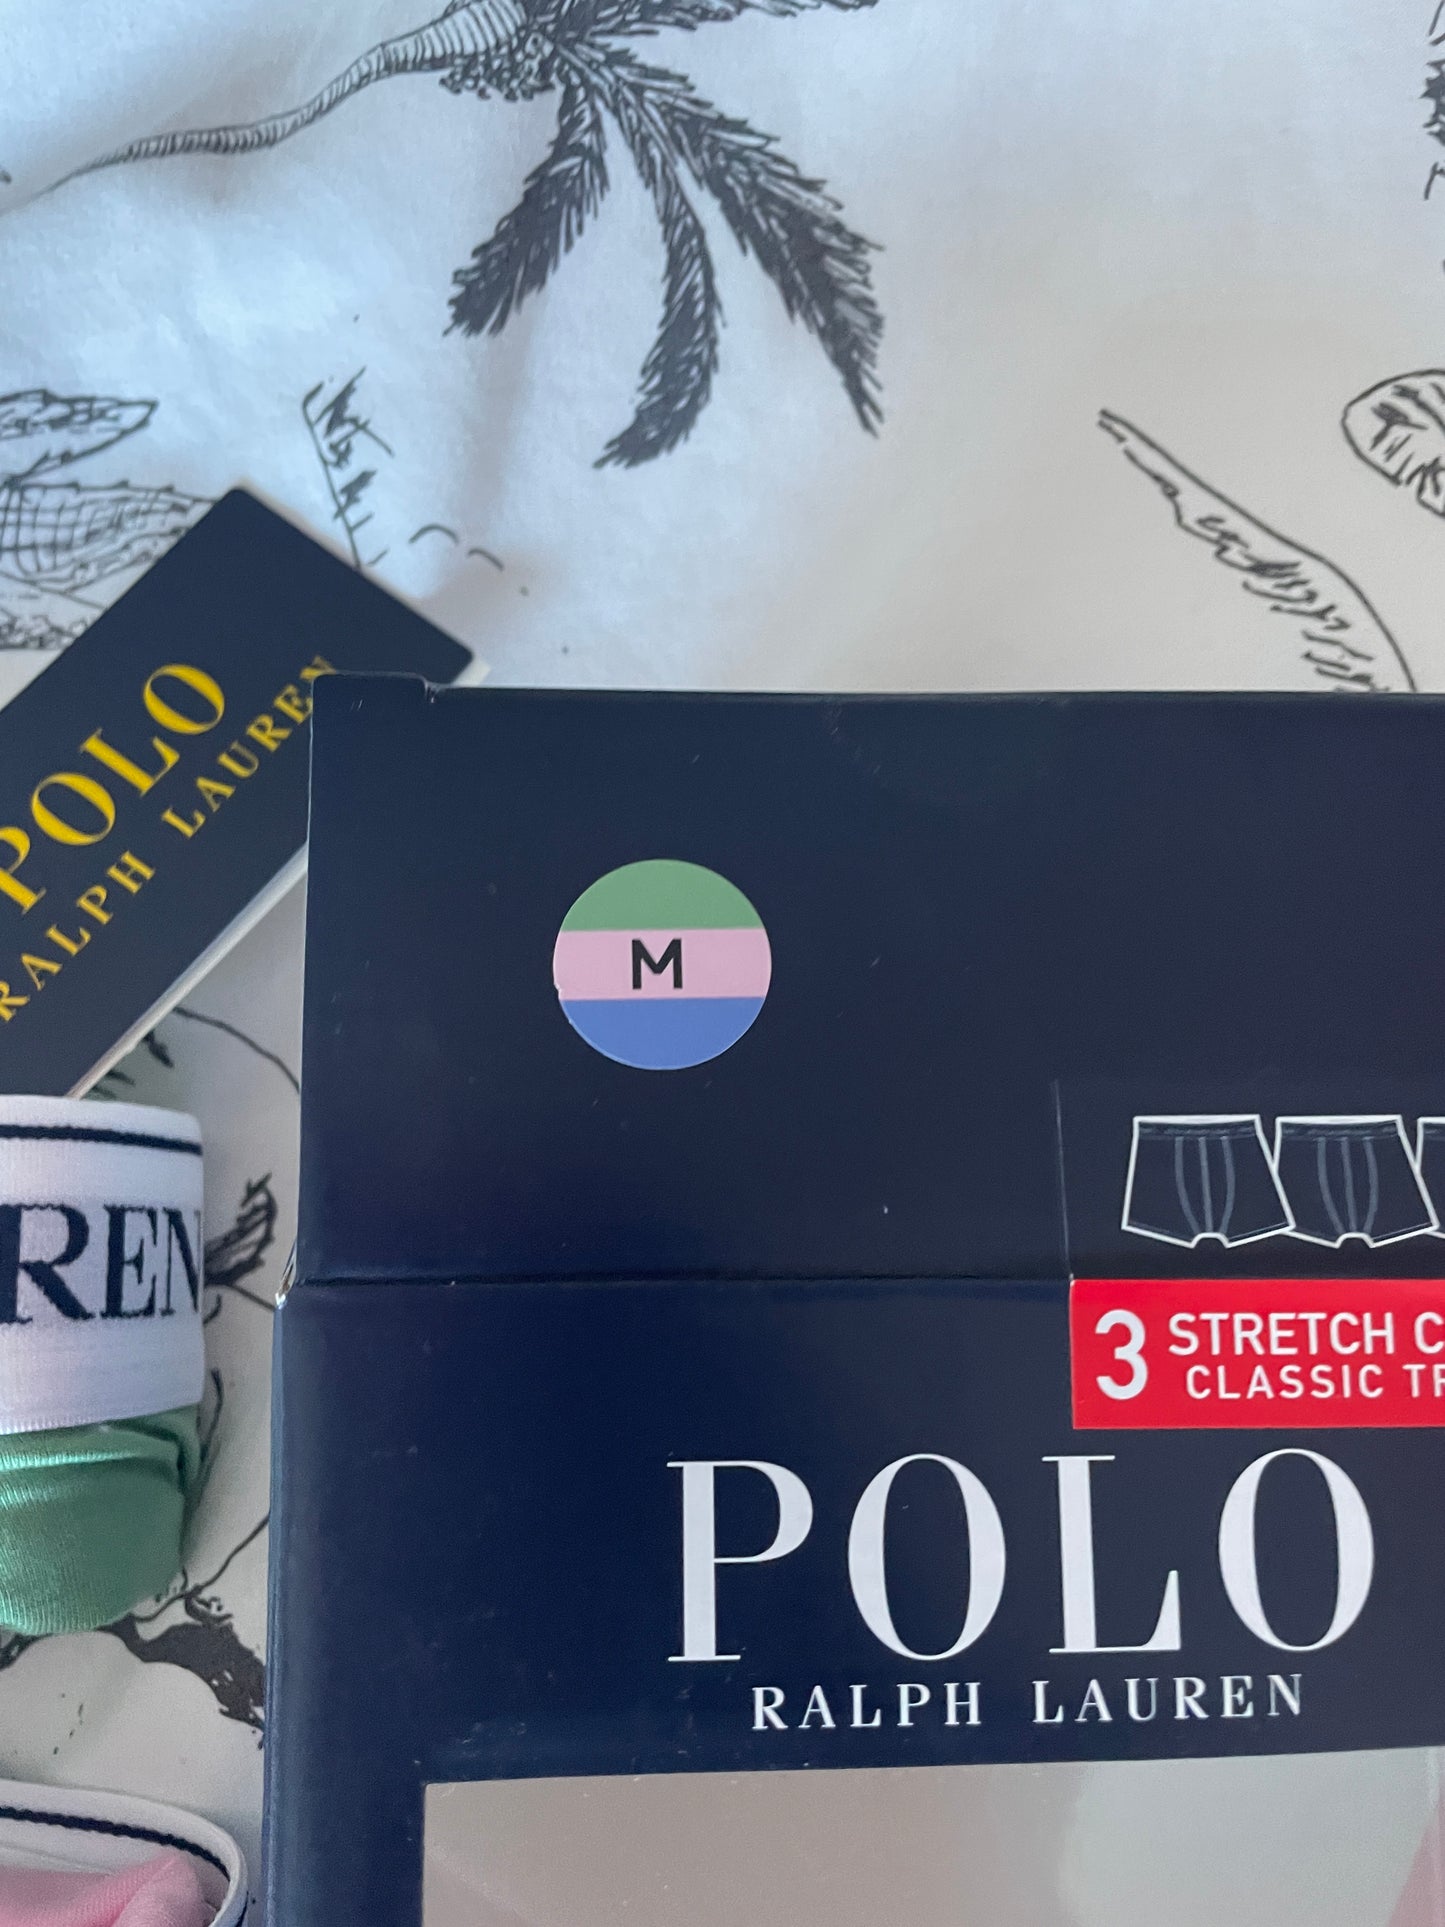 POLO
RALPH LAUREN
M
REN
3 STRETCH C
CLASSIC TR
POLO
RALPH LAUREN